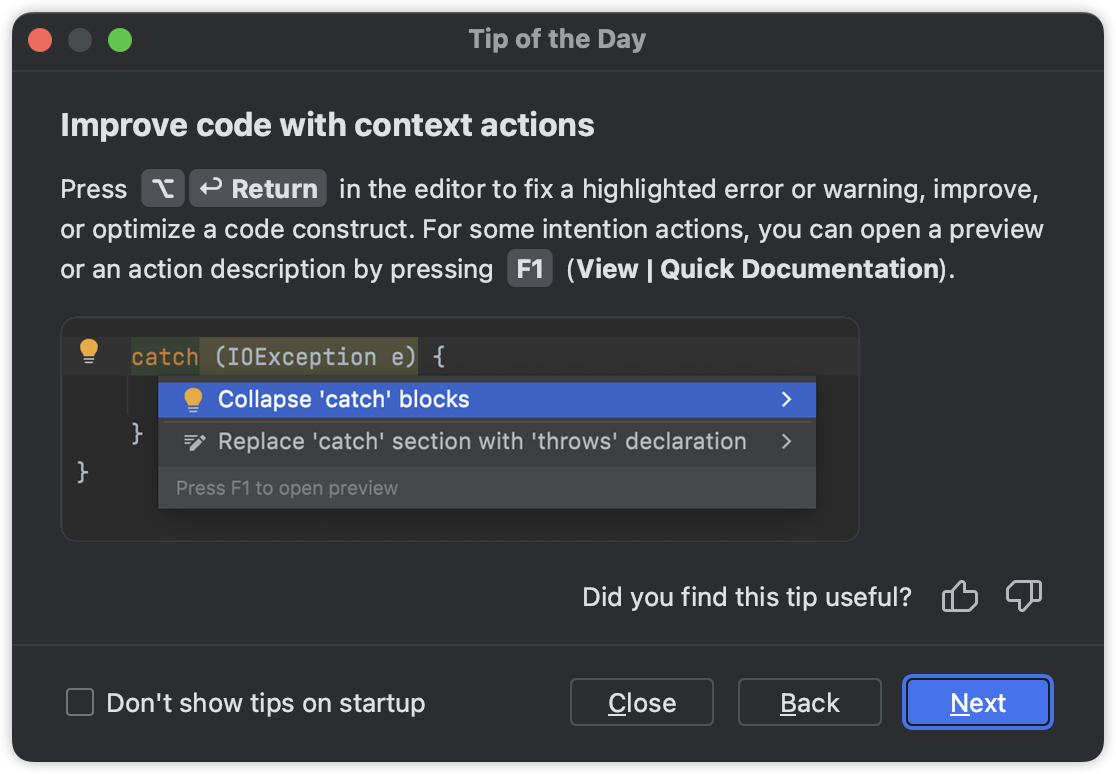 Tip of the Day
Improve code with context actions
Press ⌥ ↩ Return in the editor to fix a highlighted error or warning, improve,
or optimize a code construct. For some intention actions, you can open a preview
or an action description by pressing F1 (View | Quick Documentation).
catch (IOException e) {
Collapse 'catch' blocks
}
Replace 'catch' section with 'throws' declaration
}
Press F1 to open preview
Did you find this tip useful?
Don't show tips on startup
Close
Back
Next